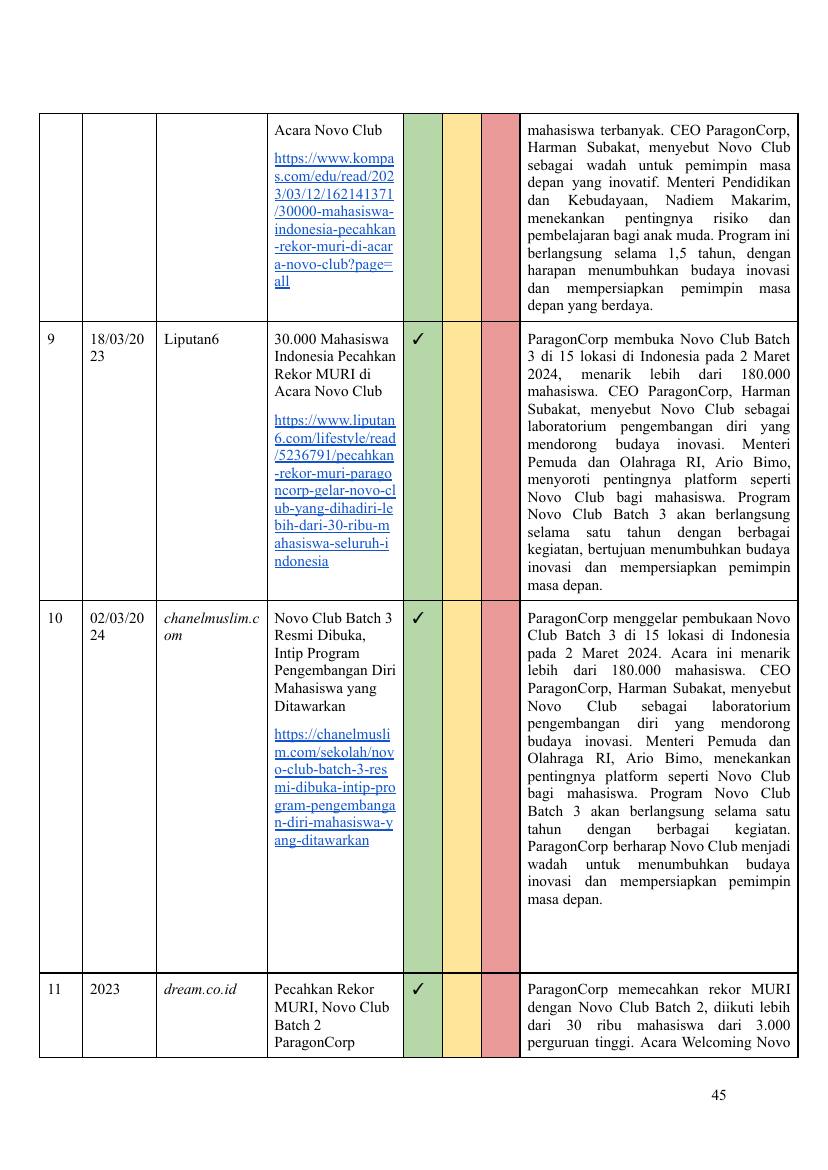 Acara Novo Club
https://www.kompa
s.com/edu/read/202
3/03/12/162141371
/30000-mahasiswa-
indonesia-pecahkan
-rekor-muri-di-acar
a-novo-club?page=
all
mahasiswa terbanyak. CEO ParagonCorp,
Harman Subakat, menyebut Novo Club
sebagai wadah untuk pemimpin masa
depan yang inovatif. Menteri Pendidikan
dan Kebudayaan, Nadiem Makarim,
menekankan pentingnya risiko dan
pembelajaran bagi anak muda. Program ini
berlangsung selama 1,5 tahun, dengan
harapan menumbuhkan budaya inovasi
dan mempersiapkan pemimpin masa
depan yang berdaya.
9
18/03/20
23
Liputan6
30.000 Mahasiswa
Indonesia Pecahkan
Rekor MURI di
Acara Novo Club
https://www.liputan
6.com/lifestyle/read
/5236791/pecahkan
-rekor-muri-parago
ncorp-gelar-novo-cl
ub-yang-dihadiri-le
bih-dari-30-ribu-m
ahasiswa-seluruh-i
ndonesia
✓
ParagonCorp membuka Novo Club Batch
3 di 15 lokasi di Indonesia pada 2 Maret
2024, menarik lebih dari 180.000
mahasiswa. CEO ParagonCorp, Harman
Subakat, menyebut Novo Club sebagai
laboratorium pengembangan diri yang
mendorong budaya inovasi. Menteri
Pemuda dan Olahraga RI, Ario Bimo,
menyoroti pentingnya platform seperti
Novo Club bagi mahasiswa. Program
Novo Club Batch 3 akan berlangsung
selama satu tahun dengan berbagai
kegiatan, bertujuan menumbuhkan budaya
inovasi dan mempersiapkan pemimpin
masa depan.
10
02/03/20
24
chanelmuslim.c
om
Novo Club Batch 3
Resmi Dibuka,
Intip Program
Pengembangan Diri
Mahasiswa yang
Ditawarkan
https://chanelmusli
m.com/sekolah/nov
o-club-batch-3-res
mi-dibuka-intip-pro
gram-pengembanga
n-diri-mahasiswa-y
ang-ditawarkan
✓
ParagonCorp menggelar pembukaan Novo
Club Batch 3 di 15 lokasi di Indonesia
pada 2 Maret 2024. Acara ini menarik
lebih dari 180.000 mahasiswa. CEO
ParagonCorp, Harman Subakat, menyebut
Novo Club sebagai laboratorium
pengembangan diri yang mendorong
budaya inovasi. Menteri Pemuda dan
Olahraga RI, Ario Bimo, menekankan
pentingnya platform seperti Novo Club
bagi mahasiswa. Program Novo Club
Batch 3 akan berlangsung selama satu
tahun dengan berbagai kegiatan.
ParagonCorp berharap Novo Club menjadi
wadah untuk menumbuhkan budaya
inovasi dan mempersiapkan pemimpin
masa depan.
11
2023
dream.co.id
Pecahkan Rekor
MURI, Novo Club
Batch 2
ParagonCorp
✓
ParagonCorp memecahkan rekor MURI
dengan Novo Club Batch 2, diikuti lebih
dari 30 ribu mahasiswa dari 3.000
perguruan tinggi. Acara Welcoming Novo
45